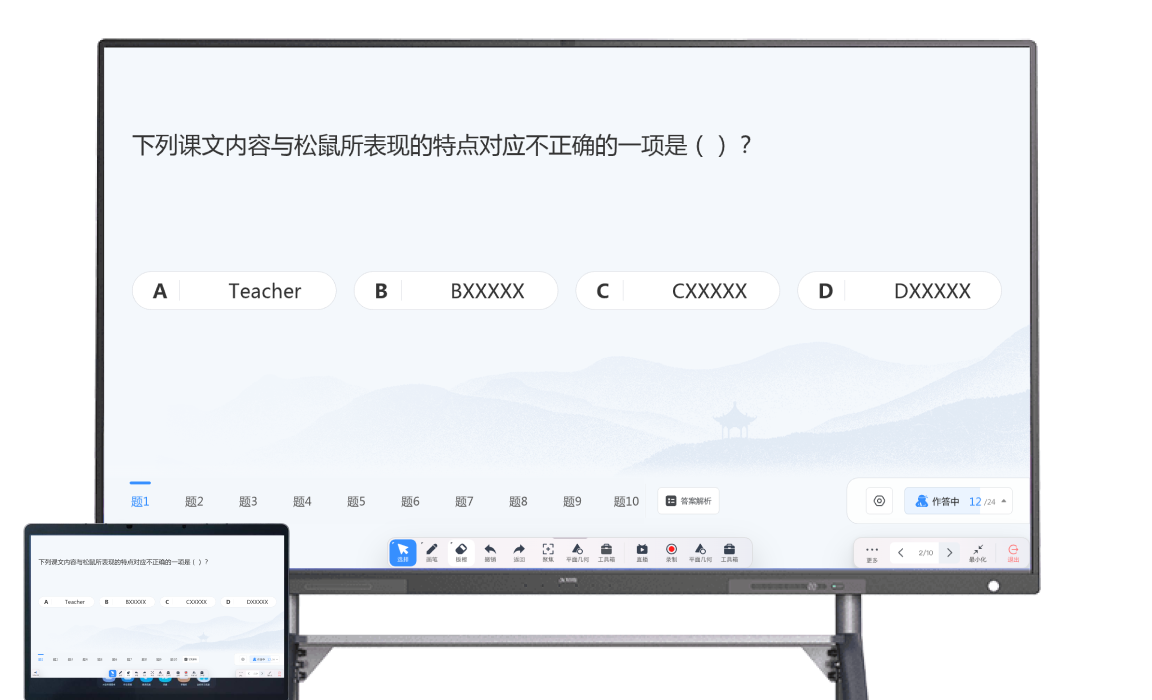 下列课文内容与松鼠所表现的特点对应不正确的一项是（ ）？
A Teacher
B BXXXXX
C CXXXXX
D DXXXXX
题1 题2 题3 题4 题5 题6 题7 题8 题9 题10 答案解析
作答中 12/24
选择 画笔 板擦 撤销 返回 聚焦 平面几何 工具箱 直播 录制 平面几何 工具箱
更多 2/10 最小化 退出
下列课文内容与松鼠所表现的特点对应不正确的一项是（ ）？
A Teacher
B BXXXXX
C CXXXXX
D DXXXXX